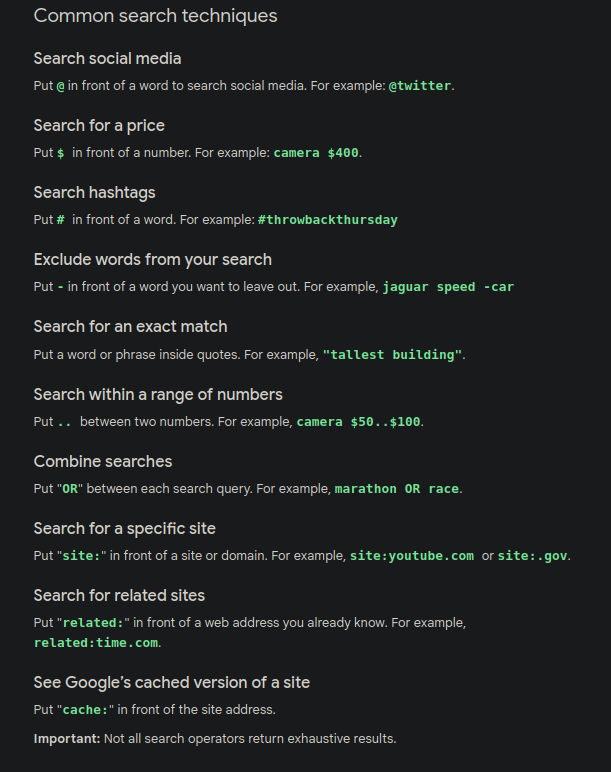 Common search techniques
Search social media
Put @ in front of a word to search social media. For example: @twitter.
Search for a price
Put $ in front of a number. For example: camera $400.
Search hashtags
Put # in front of a word. For example: #throwbackthursday
Exclude words from your search
Put - in front of a word you want to leave out. For example, jaguar speed -car
Search for an exact match
Put a word or phrase inside quotes. For example, "tallest building".
Search within a range of numbers
Put .. between two numbers. For example, camera $50..$100.
Combine searches
Put "OR" between each search query. For example, marathon OR race.
Search for a specific site
Put "site:" in front of a site or domain. For example, site:youtube.com or site:.gov.
Search for related sites
Put "related:" in front of a web address you already know. For example,
related:time.com.
See Google’s cached version of a site
Put "cache:" in front of the site address.
Important: Not all search operators return exhaustive results.